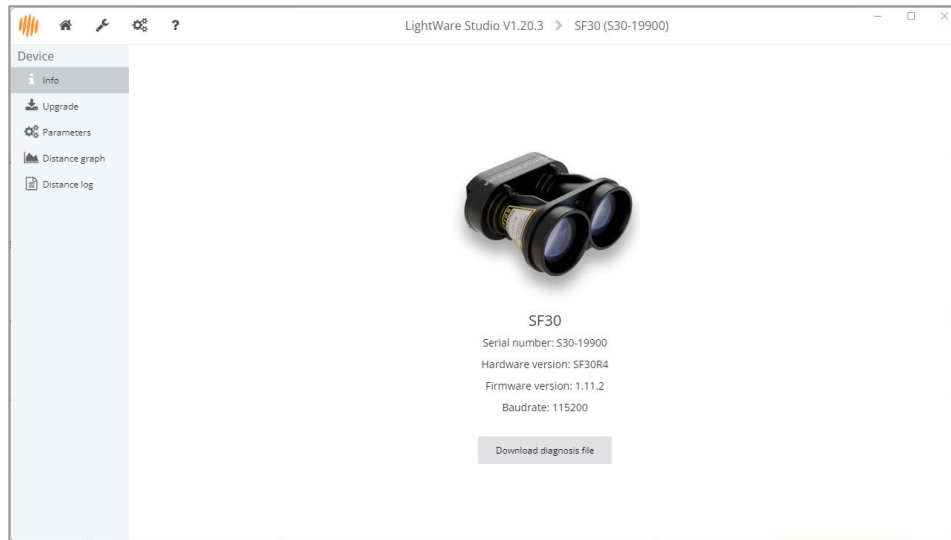 LightWare Studio V1.20.3 SF30 (S30-19900)
Device
Info
Upgrade
Parameters
Distance graph
Distance log
SF30
Serial number: S30-19900
Hardware version: SF30R4
Firmware version: 1.11.2
Baudrate: 115200
Download diagnosis file